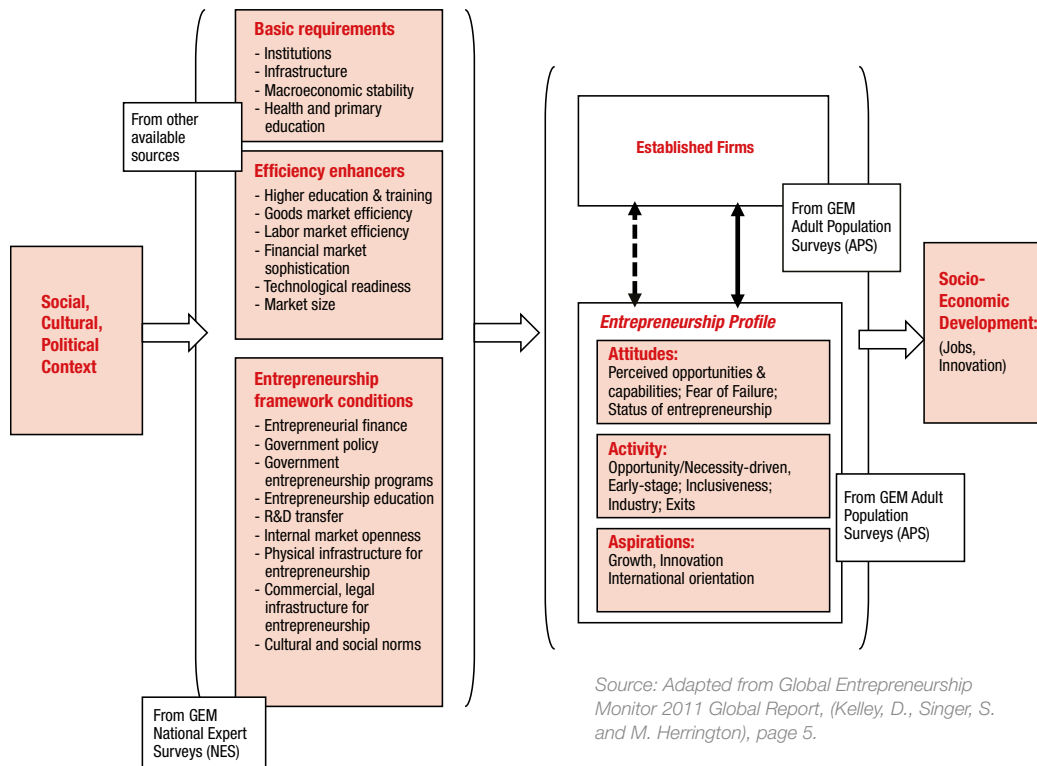 Basic requirements
- Institutions
- Infrastructure
- Macroeconomic stability
- Health and primary
education
From other
available
sources
Efficiency enhancers
- Higher education & training
- Goods market efficiency
- Labor market efficiency
- Financial market
sophistication
- Technological readiness
- Market size
Social,
Cultural,
Political
Context
Entrepreneurship
framework conditions
- Entrepreneurial finance
- Government policy
- Government
entrepreneurship programs
- Entrepreneurship education
- R&D transfer
- Internal market openness
- Physical infrastructure for
entrepreneurship
- Commercial, legal
infrastructure for
entrepreneurship
- Cultural and social norms
From GEM
National Expert
Surveys (NES)
Established Firms
From GEM
Adult Population
Surveys (APS)
Entrepreneurship Profile
Attitudes:
Perceived opportunities &
capabilities; Fear of Failure;
Status of entrepreneurship
Activity:
Opportunity/Necessity-driven,
Early-stage; Inclusiveness;
Industry; Exits
From GEM Adult
Population
Surveys (APS)
Aspirations:
Growth, Innovation
International orientation
Socio-
Economic
Development:
(Jobs,
Innovation)
Source: Adapted from Global Entrepreneurship
Monitor 2011 Global Report, (Kelley, D., Singer, S.
and M. Herrington), page 5.